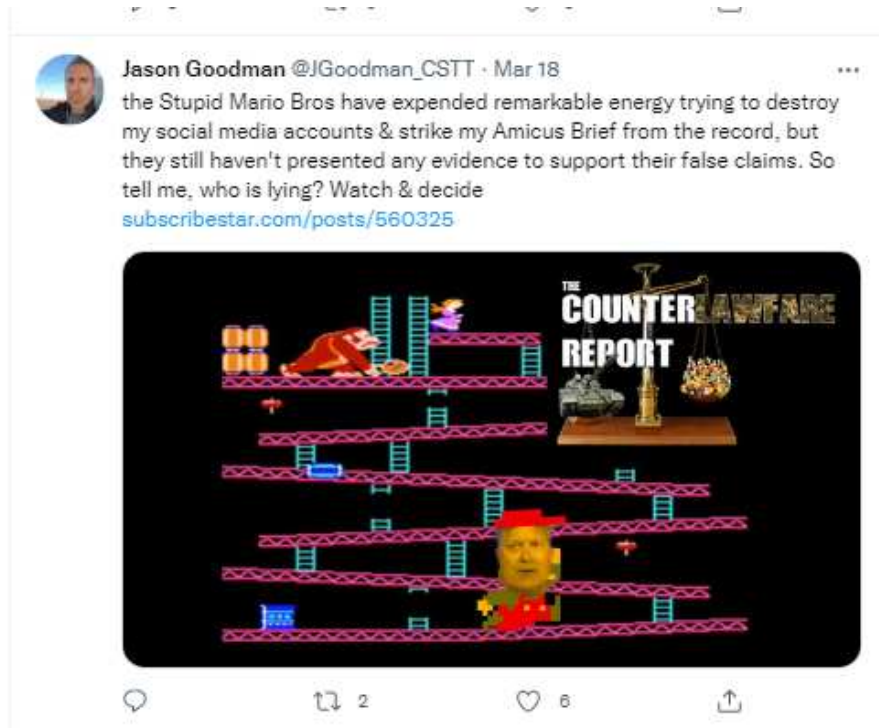 Jason Goodman @JGoodman_CSTT · Mar 18
the Stupid Mario Bros have expended remarkable energy trying to destroy
my social media accounts & strike my Amicus Brief from the record, but
they still haven't presented any evidence to support their false claims. So
tell me, who is lying? Watch & decide
subscribestar.com/posts/560325
THE
COUNTERLAWFARE
REPORT
2
6